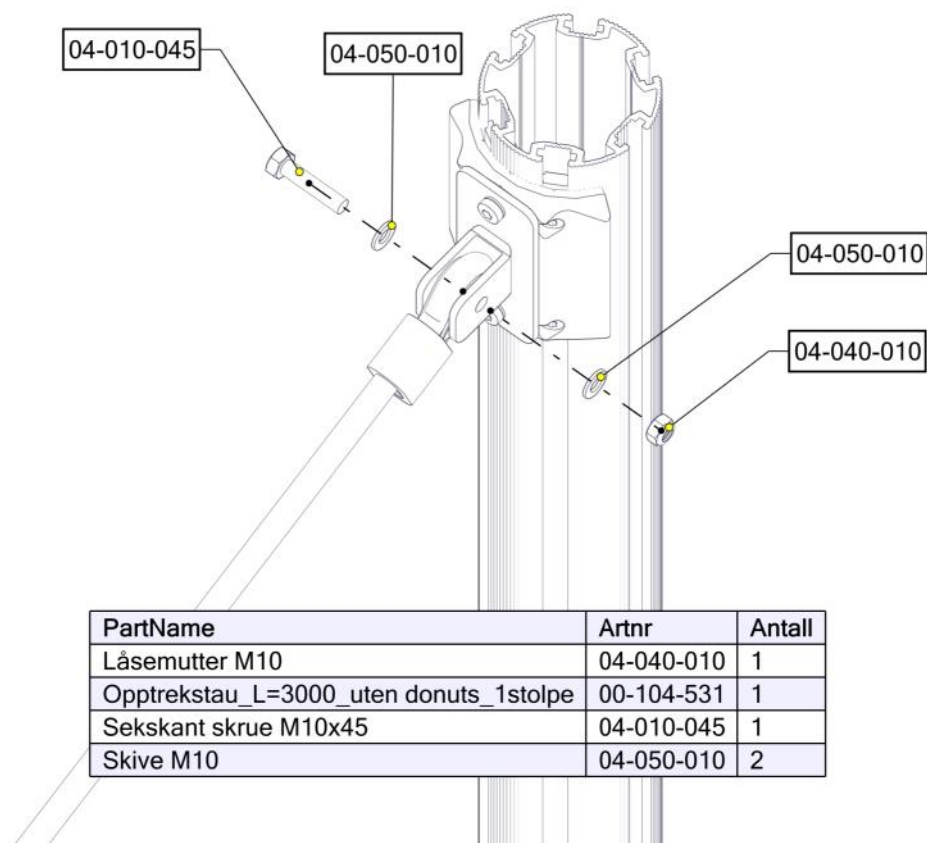 04-010-045
04-050-010
04-050-010
04-040-010
PartName Artnr Antall
Låsemutter M10 04-040-010 1
Opptrekstau_L=3000_uten donuts_1stolpe 00-104-531 1
Sekskant skrue M10x45 04-010-045 1
Skive M10 04-050-010 2